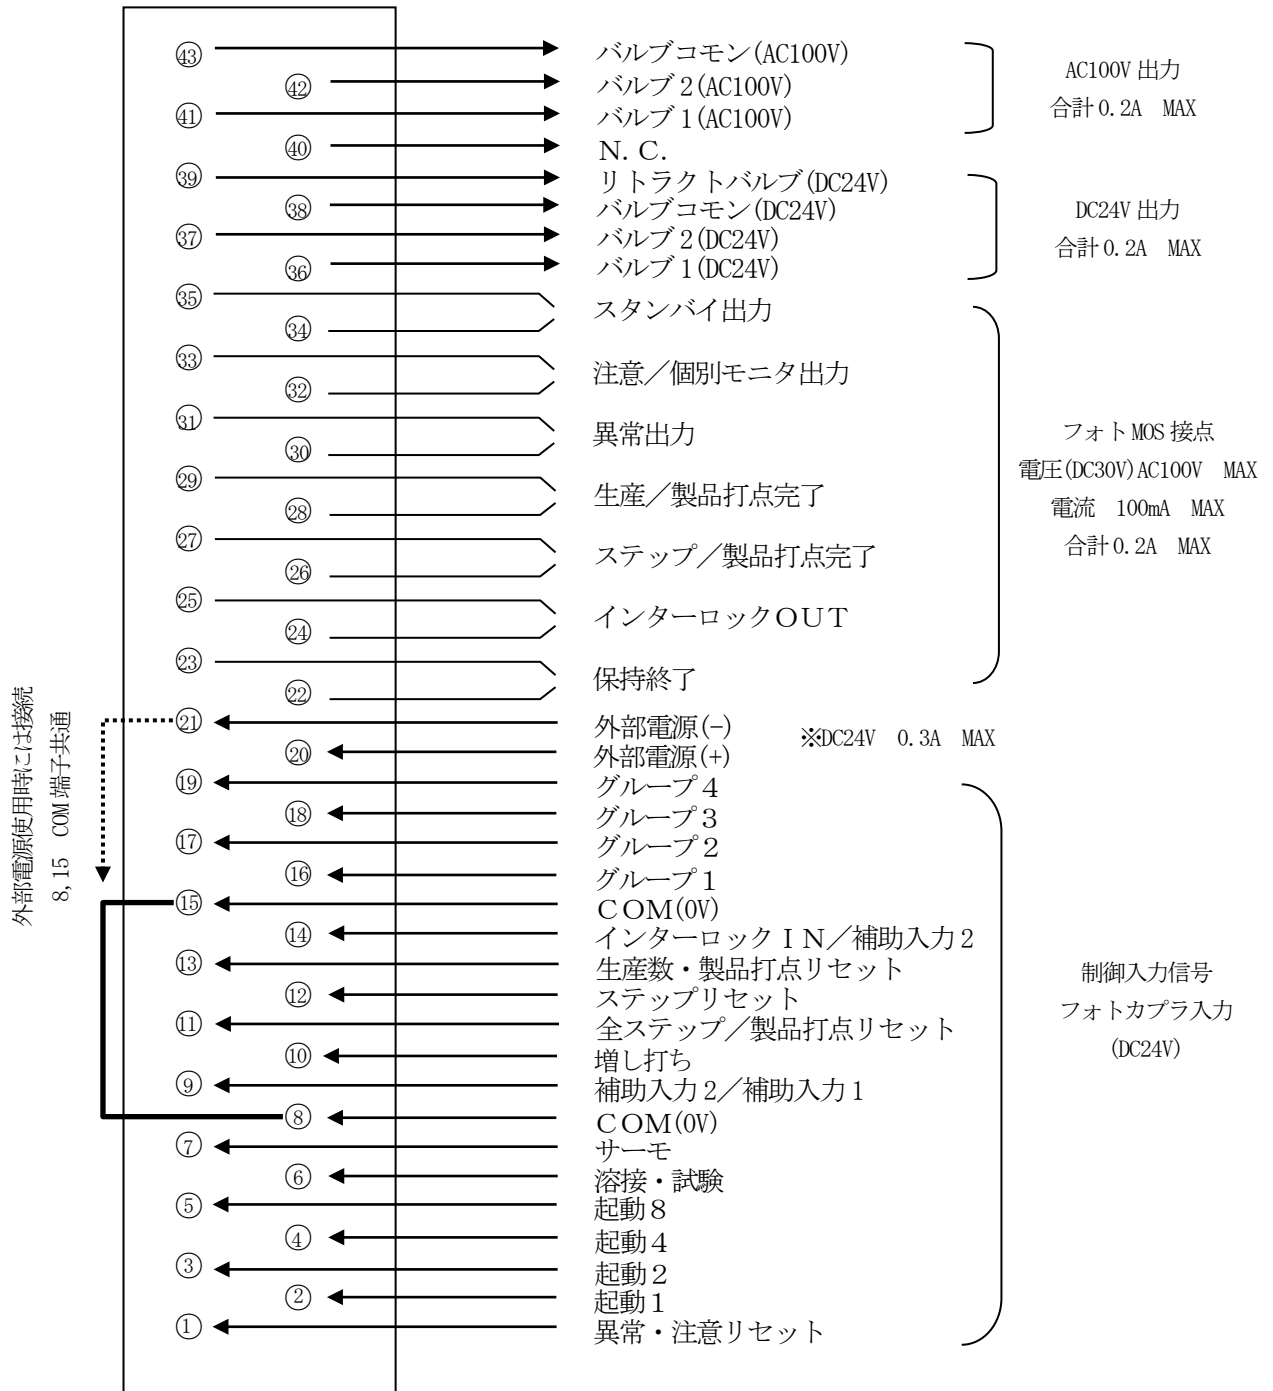 ㊸ バルブコモン(AC100V)
㊷ バルブ2(AC100V)
㊶ バルブ1(AC100V)
㊵ N.C.
㊴ リトラクトバルブ(DC24V)
㊳ バルブコモン(DC24V)
㊲ バルブ2(DC24V)
㊱ バルブ1(DC24V)
AC100V 出力
合計0.2A MAX
DC24V 出力
合計0.2A MAX
㉟
㉞ スタンバイ出力
㉝
㉜ 注意／個別モニタ出力
㉛
㉚ 異常出力
㉙
㉘ 生産／製品打点完了
㉗
㉖ ステップ／製品打点完了
㉕
㉔ インターロックOUT
㉓
㉒ 保持終了
フォトMOS接点
電圧(DC30V)AC100V MAX
電流 100mA MAX
合計0.2A MAX
㉑ 外部電源(-)
⑳ 外部電源(+)
※DC24V 0.3A MAX
外部電源使用時には接続
8,15 COM端子共通
⑲ グループ4
⑱ グループ3
⑰ グループ2
⑯ グループ1
⑮ COM(0V)
⑭ インターロックIN／補助入力2
⑬ 生産数・製品打点リセット
⑫ ステップリセット
⑪ 全ステップ／製品打点リセット
⑩ 増し打ち
⑨ 補助入力2／補助入力1
⑧ COM(0V)
⑦ サーモ
⑥ 溶接・試験
⑤ 起動8
④ 起動4
③ 起動2
② 起動1
① 異常・注意リセット
制御入力信号
フォトカプラ入力
(DC24V)